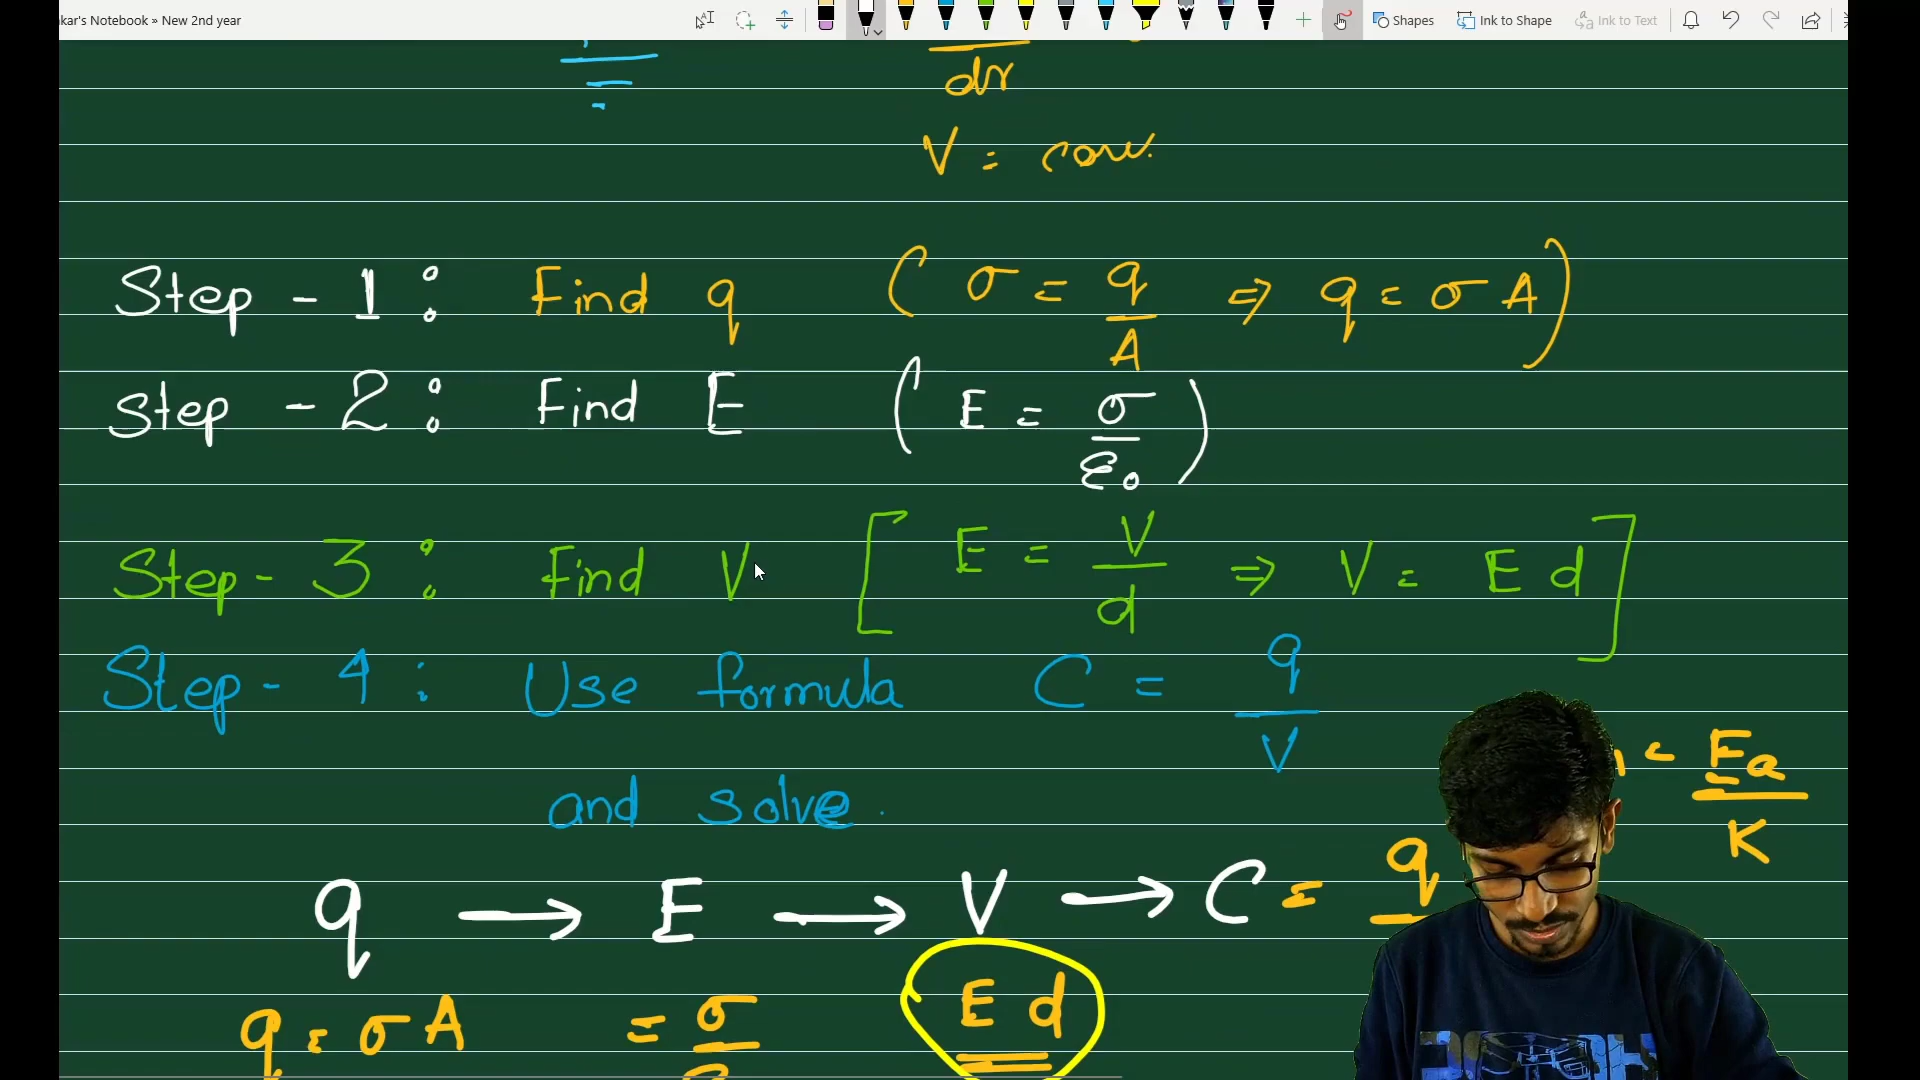 kar's Notebook » New 2nd year
Shapes Ink to Shape Ink to Text
dr
V =
Step - 1 : Find q ( σ = q/A ⇒ q = σ A )
Step - 2 : Find E ( E = σ/ε₀ )
Step - 3 : Find V [ E = V/d ⇒ V = E d ]
Step - 4 : Use formula C = q/V
and solve.
= Ea/K
q → E → V → C = q
q = σ A = σ E d